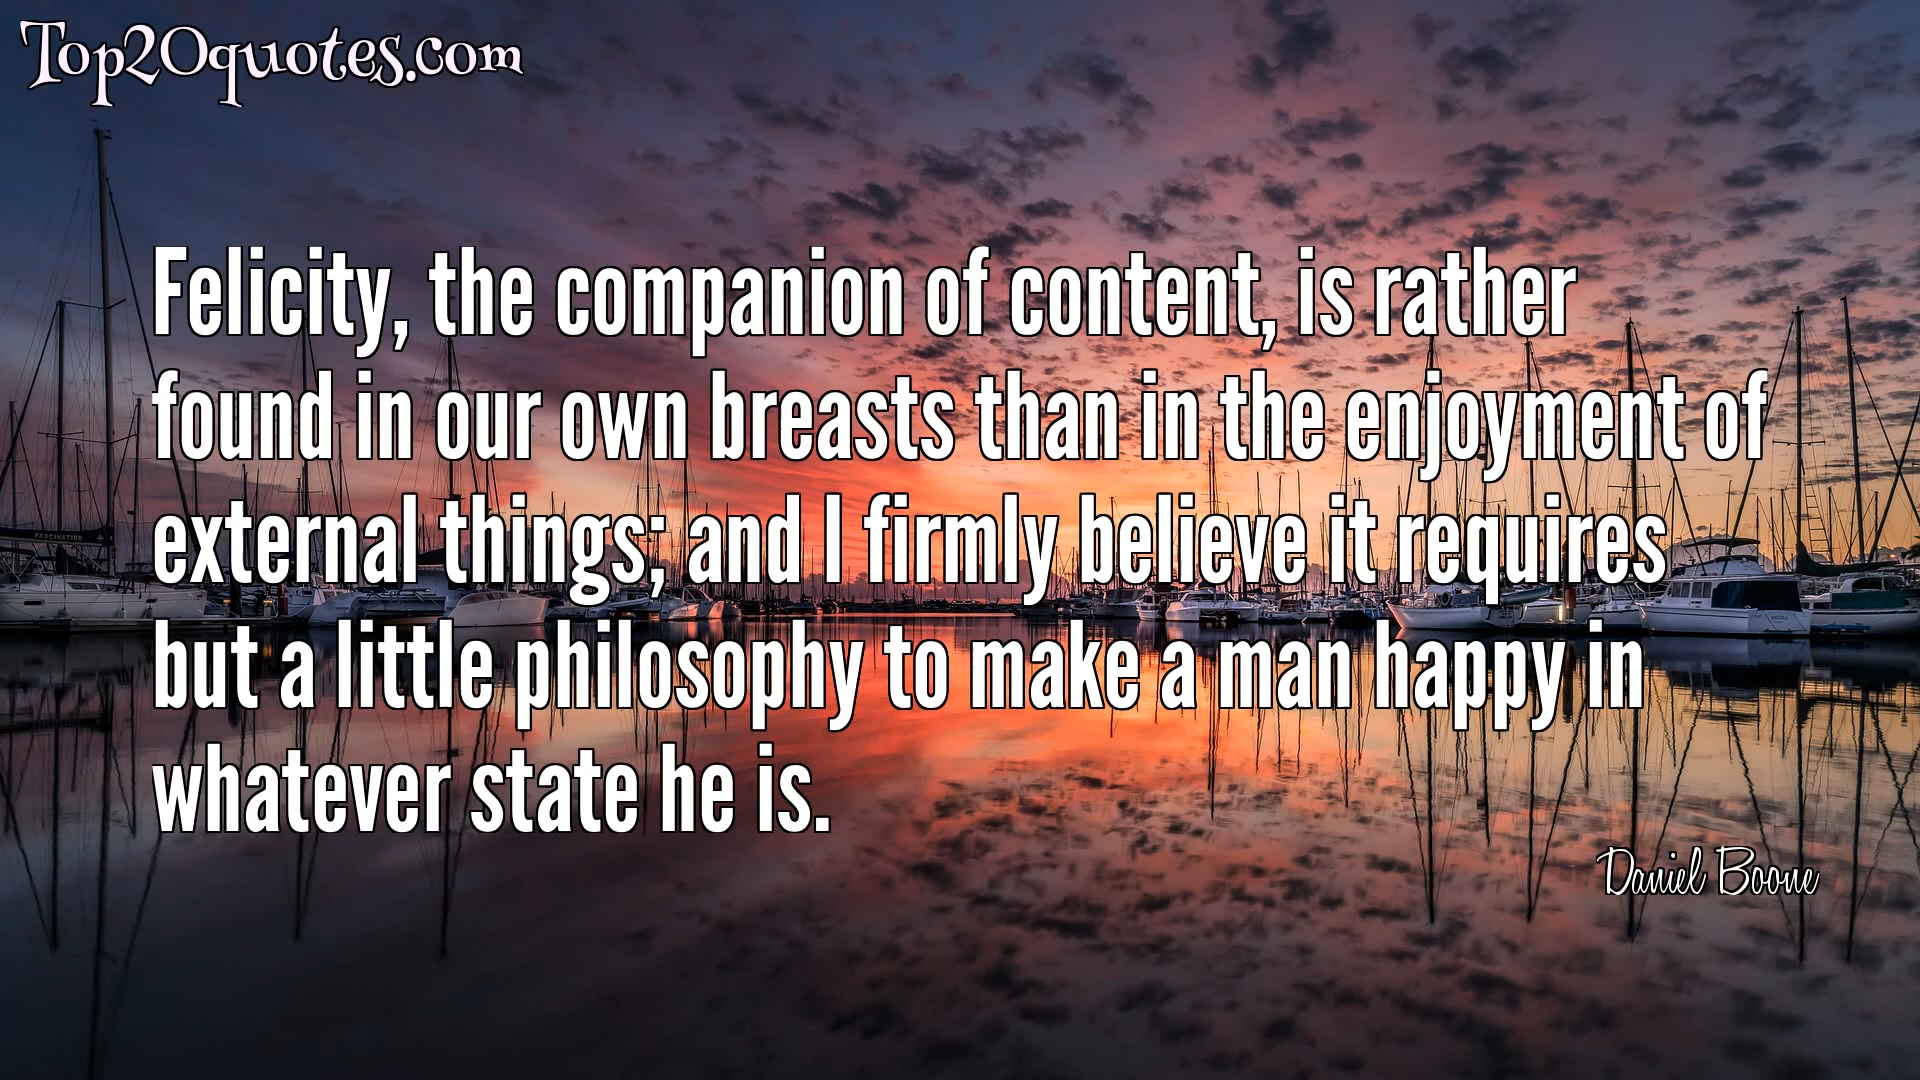 Top20quotes.com
Felicity, the companion of content, is rather
found in our own breasts than in the enjoyment of
external things; and I firmly believe it requires
but a little philosophy to make a man happy in
whatever state he is.
Daniel Boone
FASCINATION